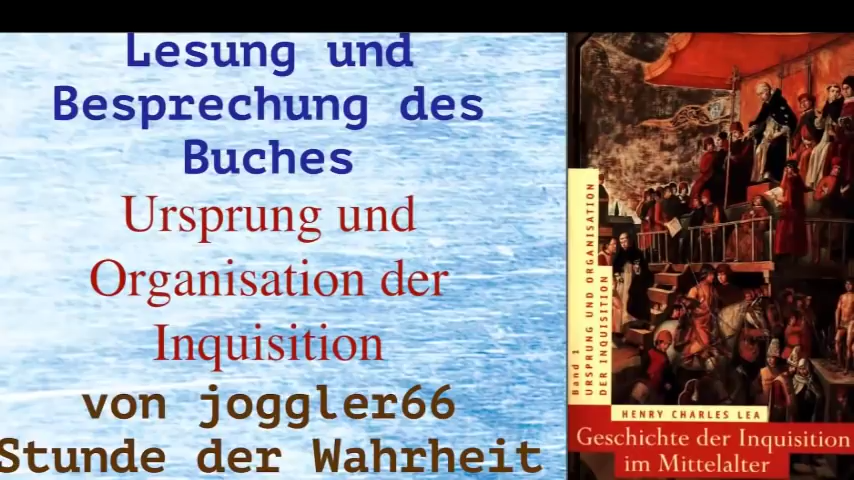 Lesung und
Besprechung des
Buches
Ursprung und
Organisation der
Inquisition
von joggler66
Stunde der Wahrheit
Band 1
URSPRUNG UND ORGANISATION
DER INQUISITION
HENRY CHARLES LEA
Geschichte der Inquisition
im Mittelalter